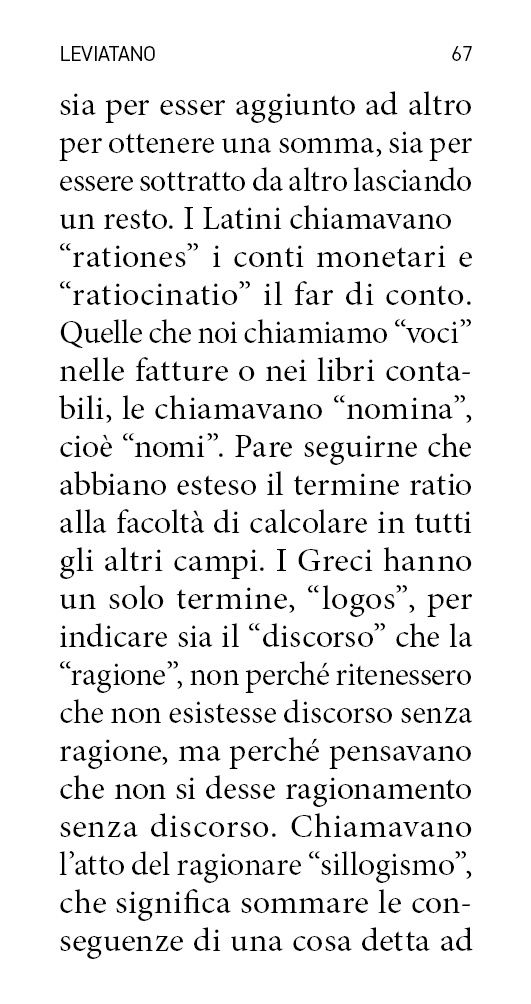 LEVIATANO 67
sia per esser aggiunto ad altro
per ottenere una somma, sia per
essere sottratto da altro lasciando
un resto. I Latini chiamavano
“rationes” i conti monetari e
“ratiocinatio” il far di conto.
Quelle che noi chiamiamo “voci”
nelle fatture o nei libri conta-
bili, le chiamavano “nomina”,
cioè “nomi”. Pare seguirne che
abbiano esteso il termine ratio
alla facoltà di calcolare in tutti
gli altri campi. I Greci hanno
un solo termine, “logos”, per
indicare sia il “discorso” che la
“ragione”, non perché ritenessero
che non esistesse discorso senza
ragione, ma perché pensavano
che non si desse ragionamento
senza discorso. Chiamavano
l’atto del ragionare “sillogismo”,
che significa sommare le con-
seguenze di una cosa detta ad